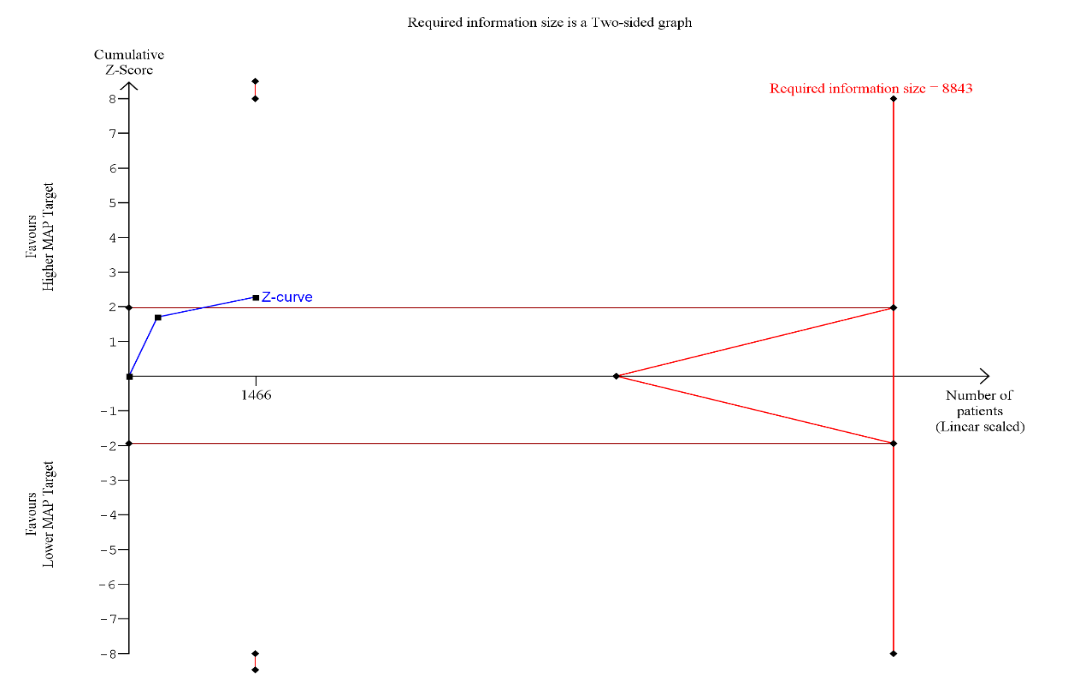 Required information size is a Two-sided graph
Cumulative
Z-Score
Required information size = 8843
8
7
6
5
4
3
2
1
-1
-2
-3
-4
-5
-6
-7
-8
Favours
Higher MAP Target
Favours
Lower MAP Target
Z-curve
1466
Number of
patients
(Linear scaled)